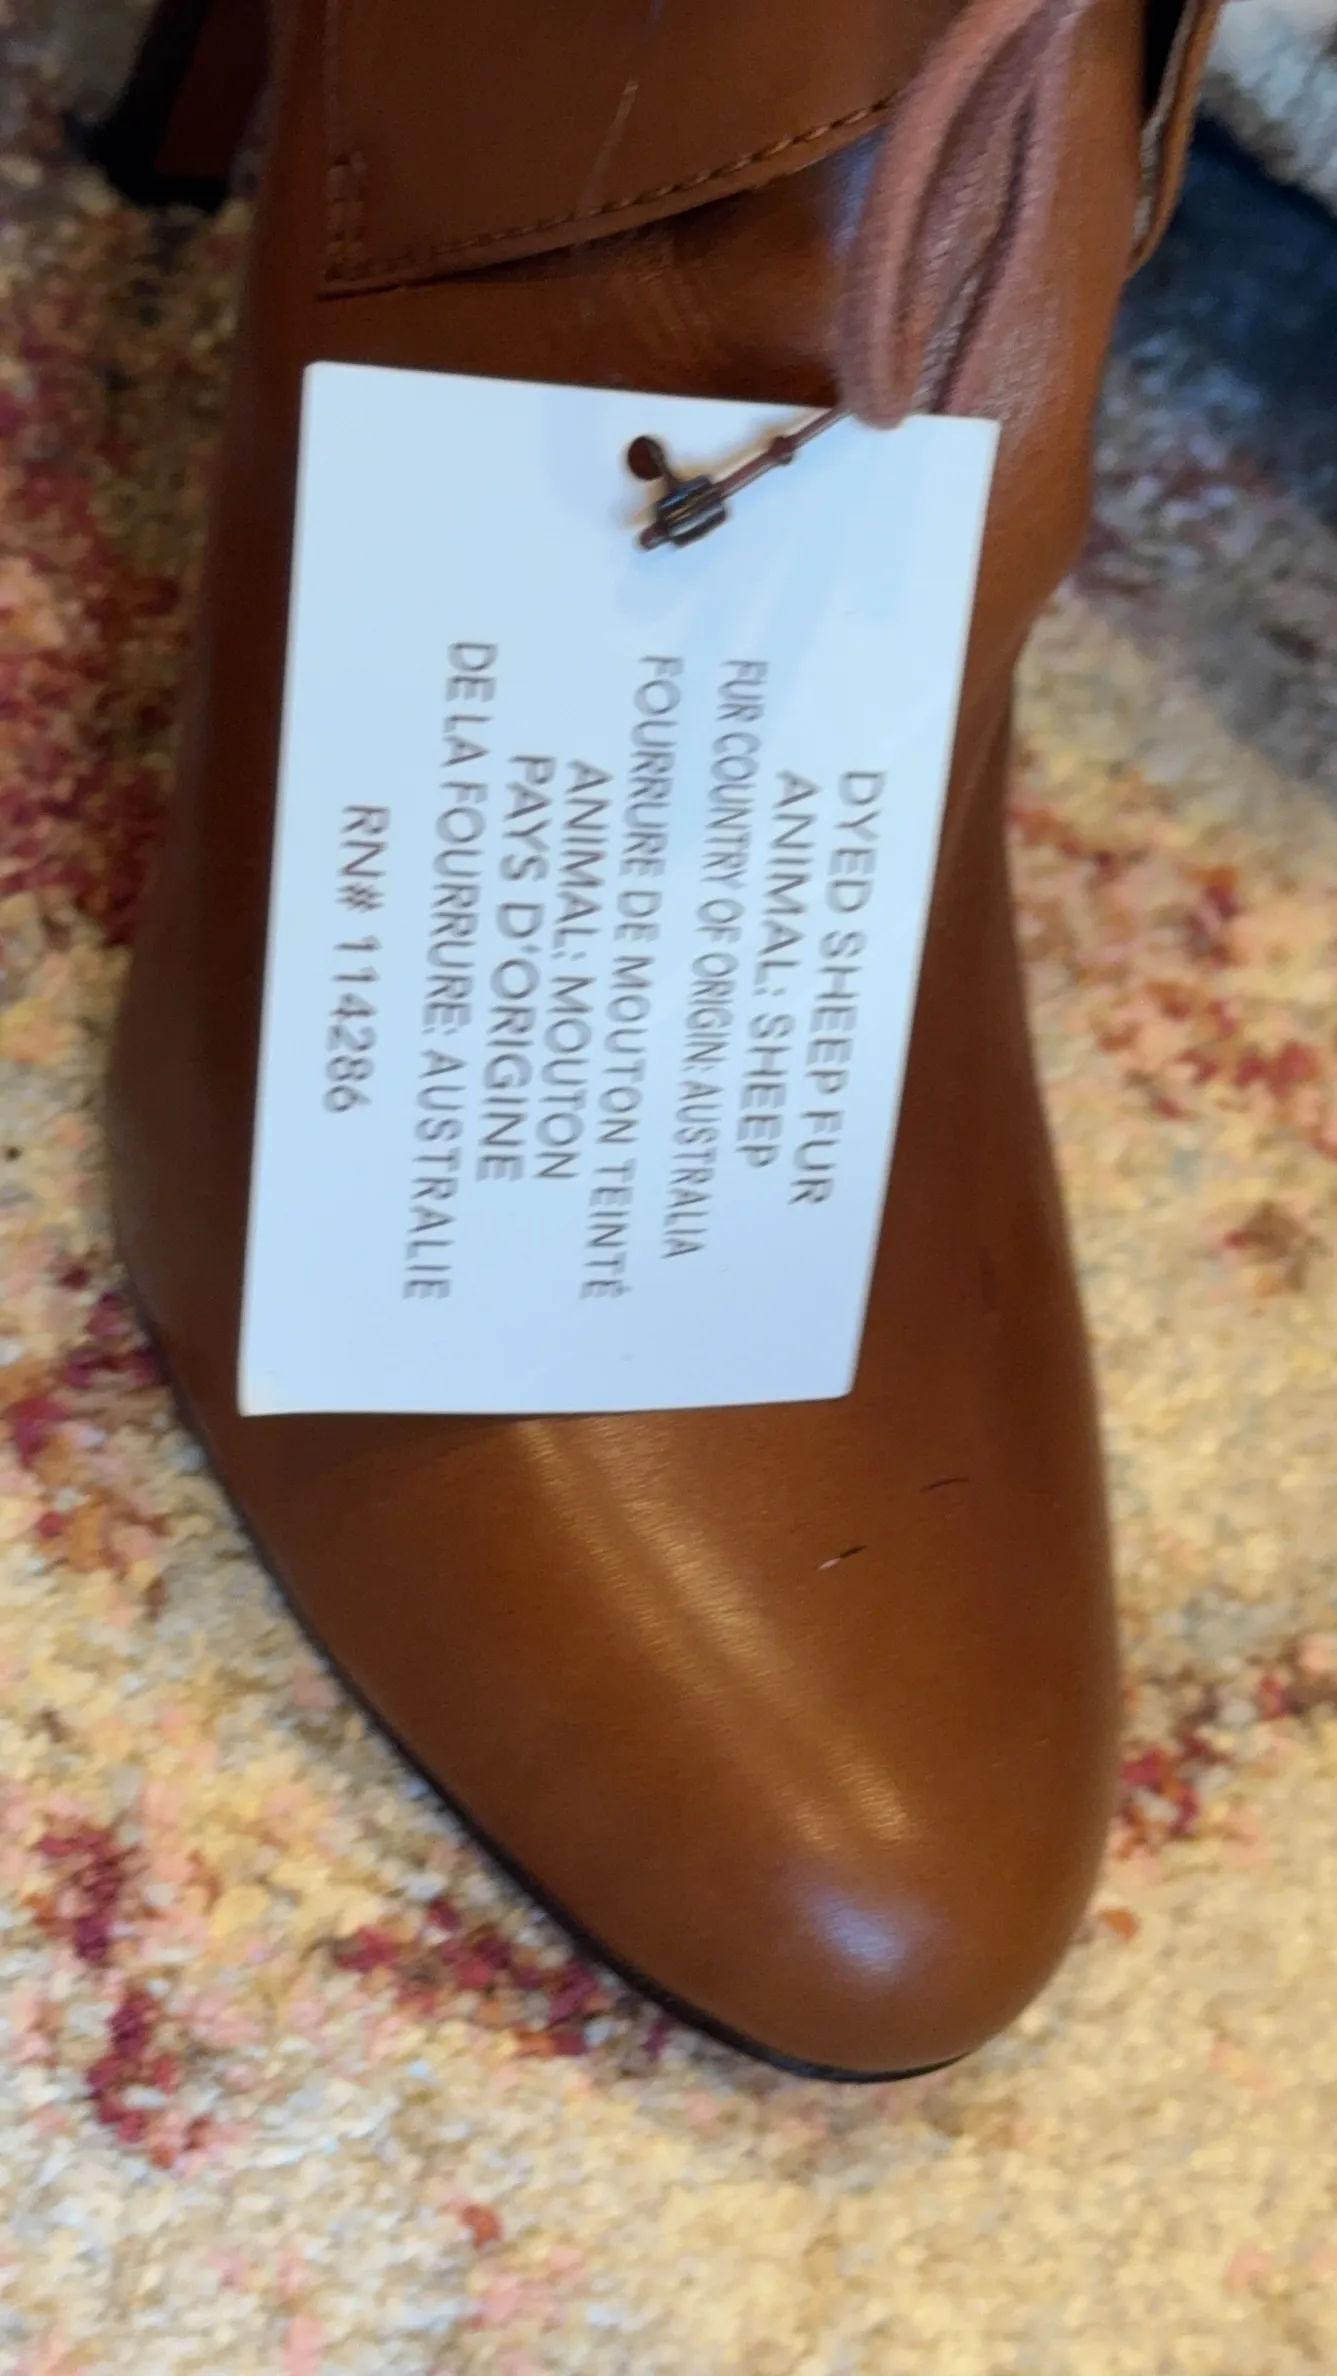 DYED SHEEP FUR
ANIMAL: SHEEP
FUR COUNTRY OF ORIGIN: AUSTRALIA
FOURRURE DE MOUTON TEINTÉ
ANIMAL: MOUTON
PAYS D'ORIGINE
DE LA FOURRURE: AUSTRALIE
RN# 114286